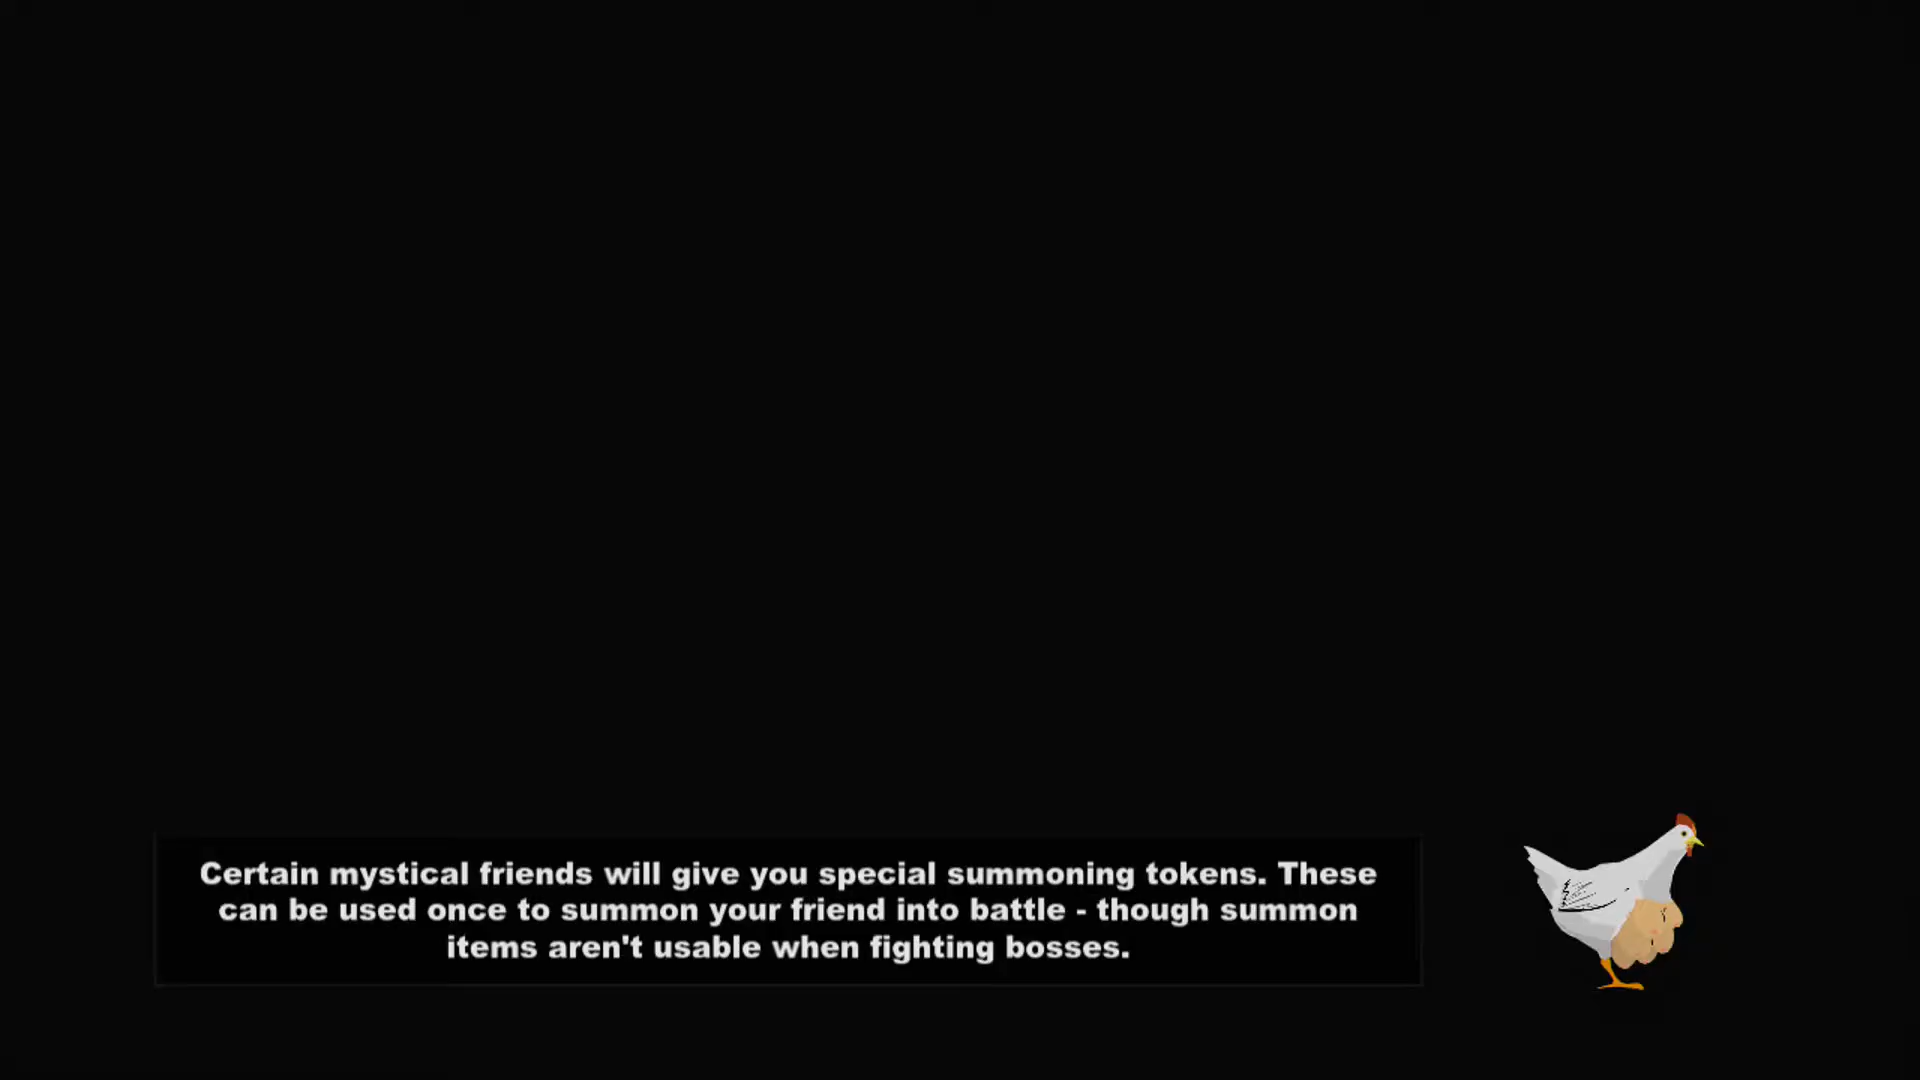 Certain mystical friends will give you special summoning tokens. These
can be used once to summon your friend into battle - though summon
items aren't usable when fighting bosses.